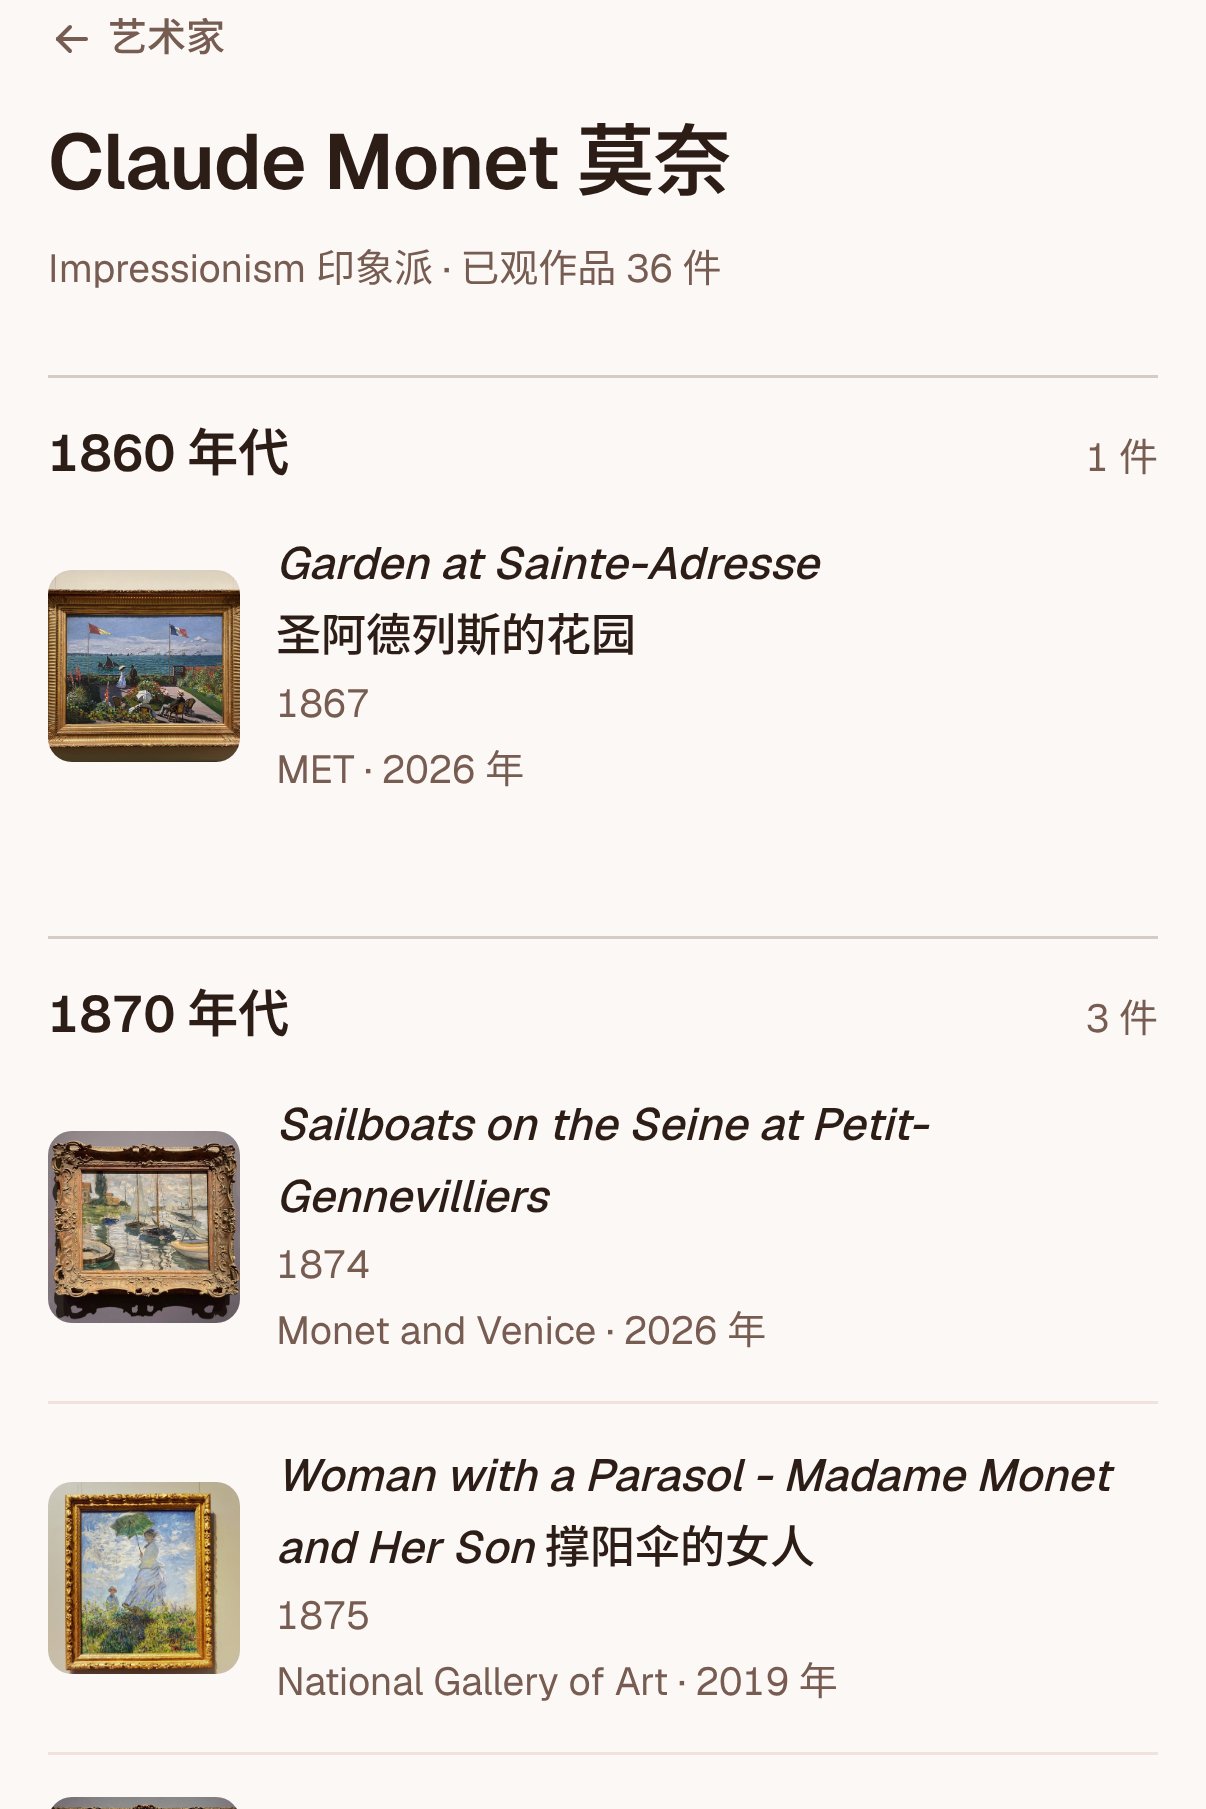 ← 艺术家
Claude Monet 莫奈
Impressionism 印象派 · 已观作品 36 件
1860 年代
1 件
Garden at Sainte-Adresse
圣阿德列斯的花园
1867
MET · 2026 年
1870 年代
3 件
Sailboats on the Seine at Petit-
Gennevilliers
1874
Monet and Venice · 2026 年
Woman with a Parasol - Madame Monet
and Her Son 撑阳伞的女人
1875
National Gallery of Art · 2019 年